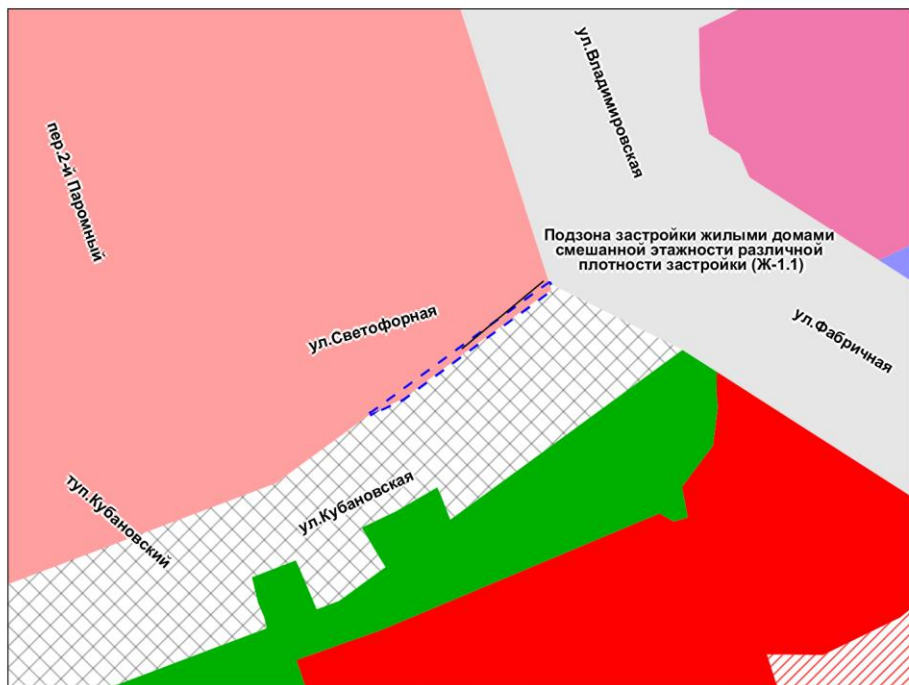 ул.Владимировская
пер.2-й Паромный
Подзона застройки жилыми домами
смешанной этажности различной
плотности застройки (Ж-1.1)
ул.Светофорная
ул.Фабричная
туп.Кубановский
ул.Кубановская